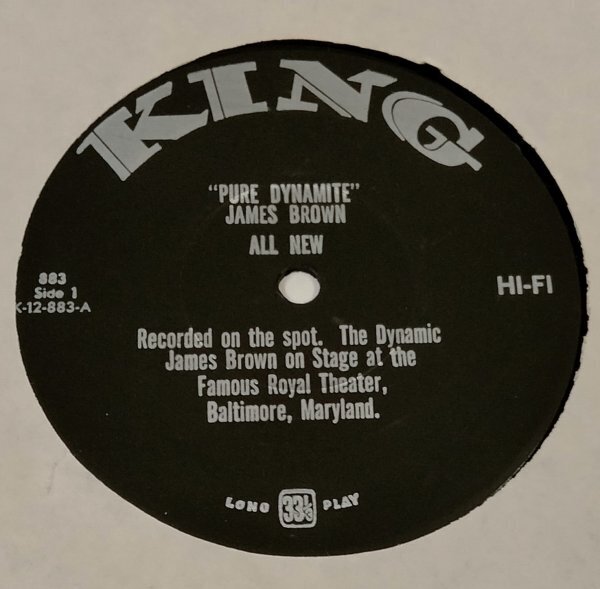 KING
"PURE DYNAMITE"
JAMES BROWN
ALL NEW
883
Side 1
K-12-883-A
HI-FI
Recorded on the spot. The Dynamic
James Brown on Stage at the
Famous Royal Theater,
Baltimore, Maryland.
LONG 33⅓ PLAY